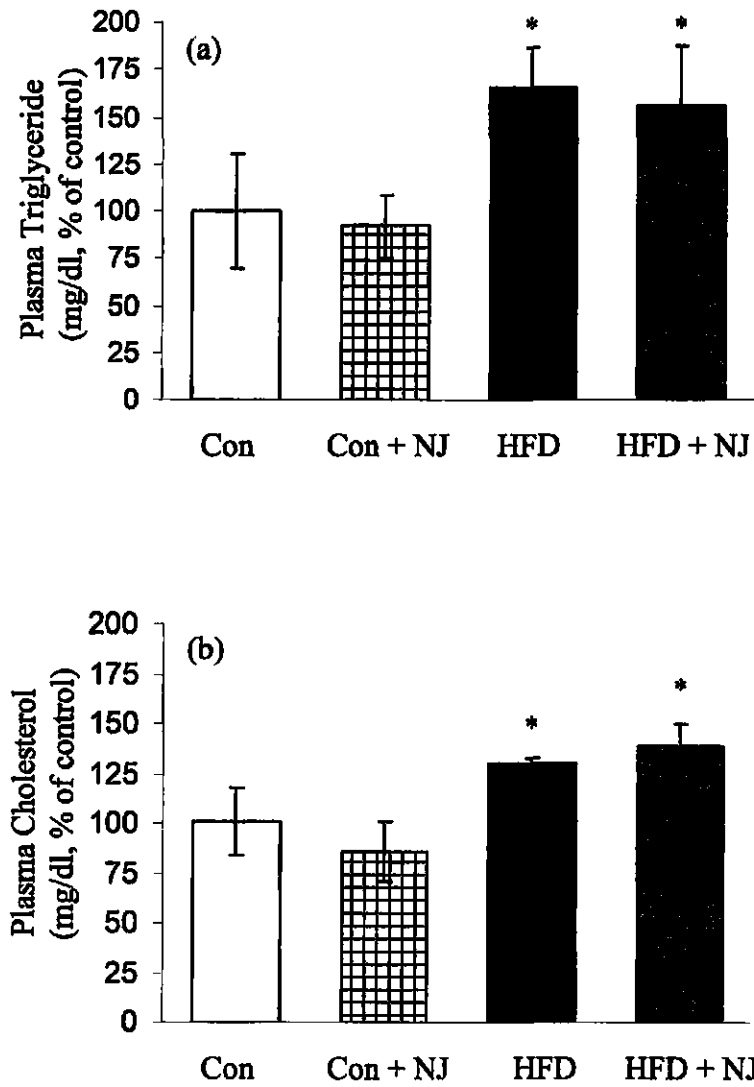 200
175
150
125
100
75
50
25
0
(a)
*
*
Plasma Triglyceride
(mg/dl, % of control)
Con
Con + NJ
HFD
HFD + NJ
200
175
150
125
100
75
50
25
0
(b)
*
*
Plasma Cholesterol
(mg/dl, % of control)
Con
Con + NJ
HFD
HFD + NJ